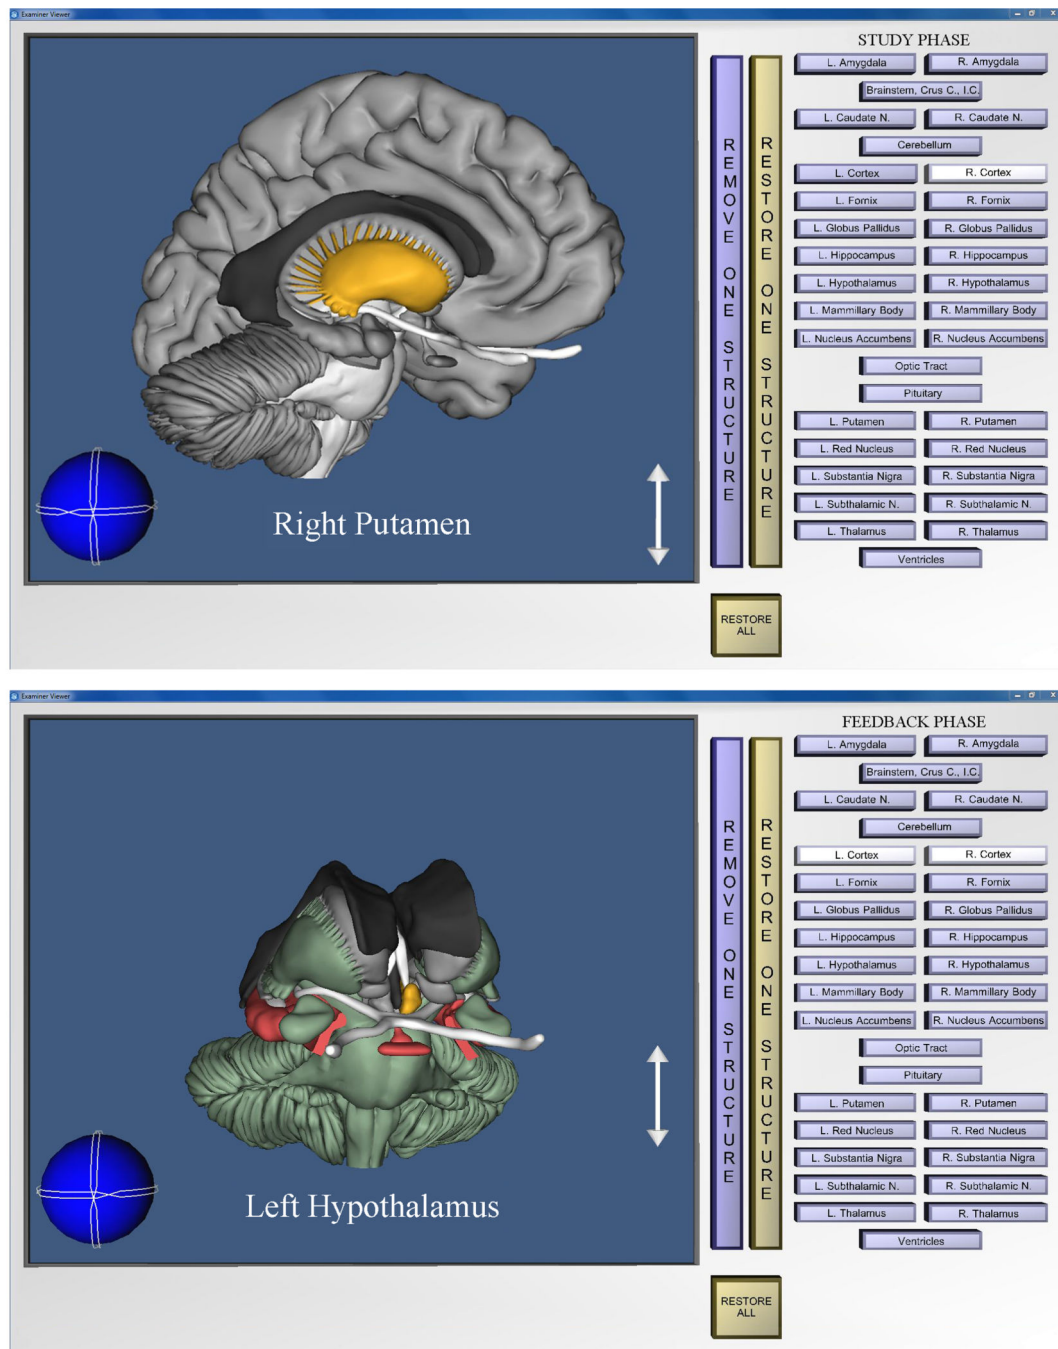 Examiner Viewer
STUDY PHASE
L. Amygdala R. Amygdala
Brainstem, Crus C., I.C.
L. Caudate N. R. Caudate N.
Cerebellum
L. Cortex R. Cortex
L. Fornix R. Fornix
L. Globus Pallidus R. Globus Pallidus
L. Hippocampus R. Hippocampus
L. Hypothalamus R. Hypothalamus
L. Mammillary Body R. Mammillary Body
L. Nucleus Accumbens R. Nucleus Accumbens
Optic Tract
Pituitary
L. Putamen R. Putamen
L. Red Nucleus R. Red Nucleus
L. Substantia Nigra R. Substantia Nigra
L. Subthalamic N. R. Subthalamic N.
L. Thalamus R. Thalamus
Ventricles
REMOVE ONE STRUCTURE
RESTORE ONE STRUCTURE
Right Putamen
RESTORE
ALL
Examiner Viewer
FEEDBACK PHASE
L. Amygdala R. Amygdala
Brainstem, Crus C., I.C.
L. Caudate N. R. Caudate N.
Cerebellum
L. Cortex R. Cortex
L. Fornix R. Fornix
L. Globus Pallidus R. Globus Pallidus
L. Hippocampus R. Hippocampus
L. Hypothalamus R. Hypothalamus
L. Mammillary Body R. Mammillary Body
L. Nucleus Accumbens R. Nucleus Accumbens
Optic Tract
Pituitary
L. Putamen R. Putamen
L. Red Nucleus R. Red Nucleus
L. Substantia Nigra R. Substantia Nigra
L. Subthalamic N. R. Subthalamic N.
L. Thalamus R. Thalamus
Ventricles
REMOVE ONE STRUCTURE
RESTORE ONE STRUCTURE
Left Hypothalamus
RESTORE
ALL